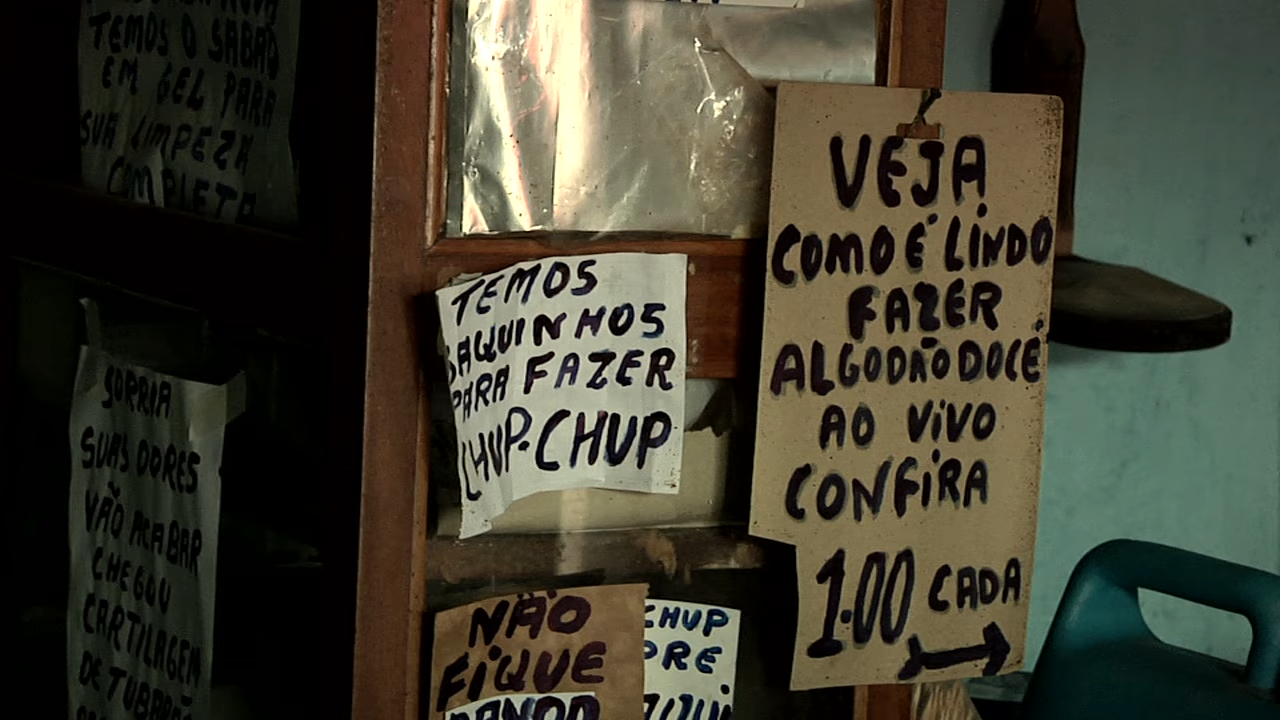 TEMOS O SABÃO
EM GEL PARA
SUA LIMPEZA
COMPLETA
SORRIA
SUAS DORES
VÃO ACABAR
CHEGOU
CARTILAGEM
DE TUBARÃO
TEMOS
SAQUINHOS
PARA FAZER
CHUP-CHUP
NÃO
FIQUE
CHUP
PRE
VEJA
COMO É LINDO
FAZER
ALGODÃO DOCE
AO VIVO
CONFIRA
1.00 CADA